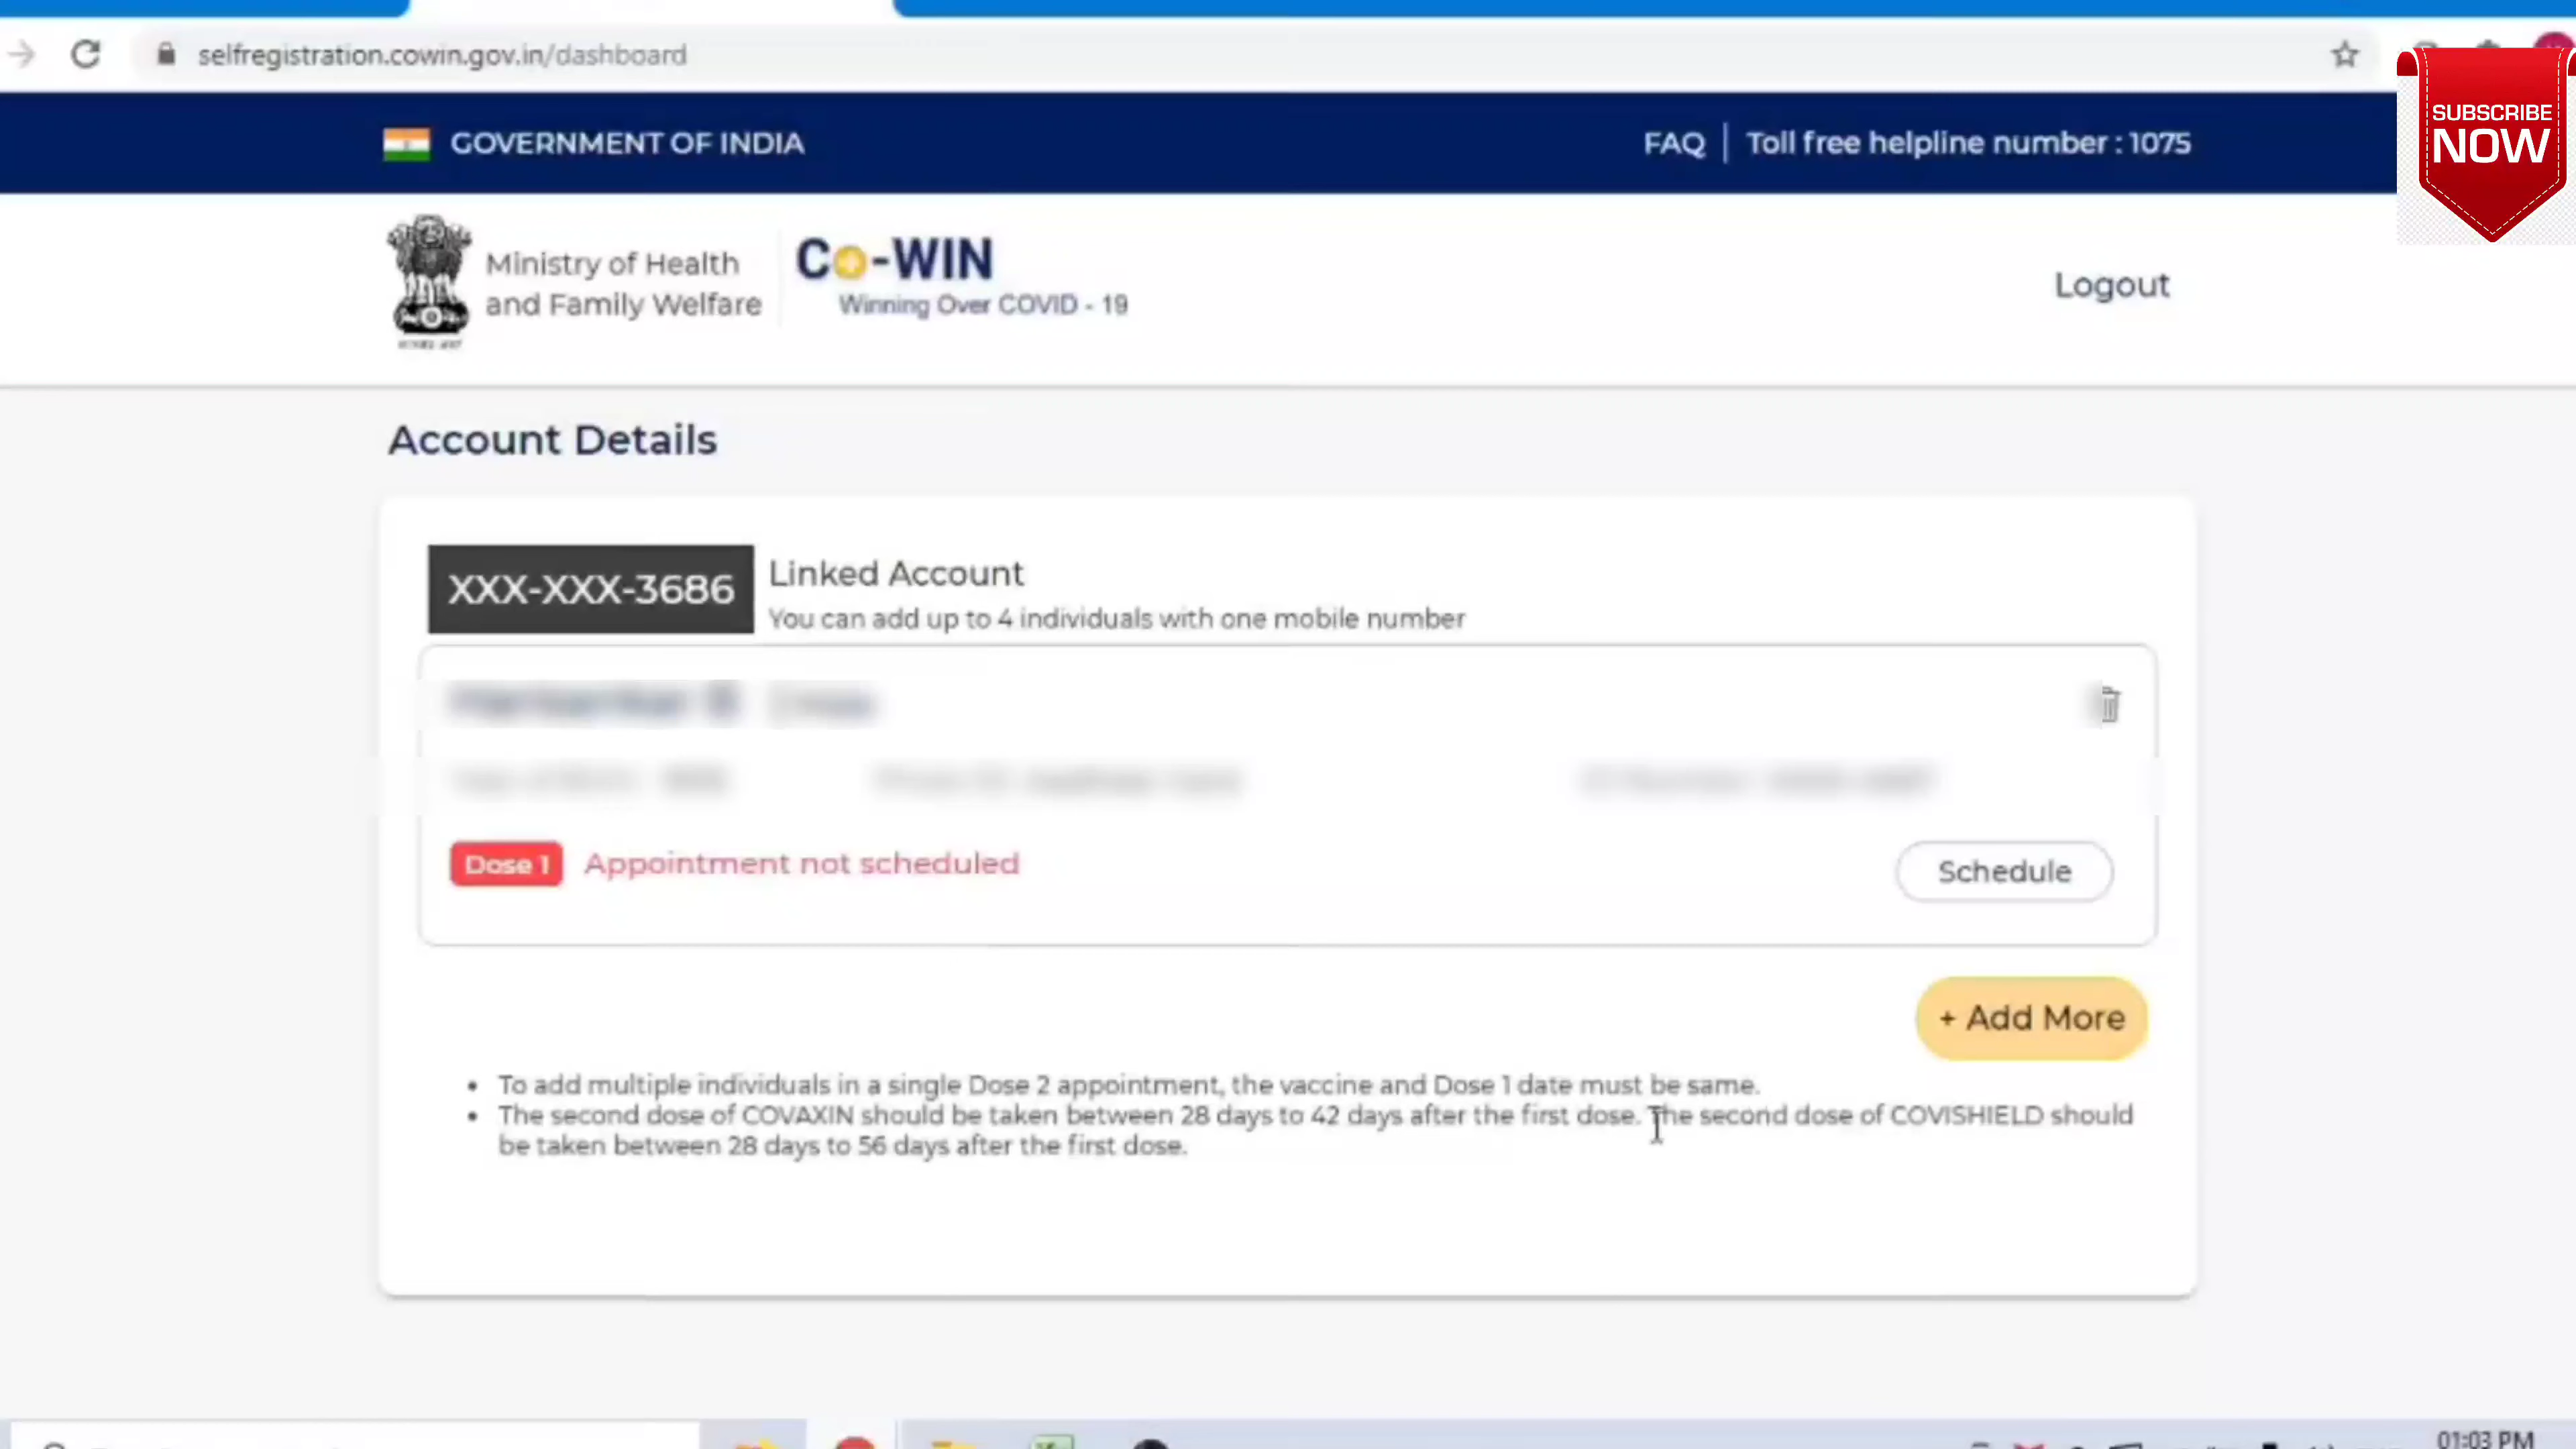 selfregistration.cowin.gov.in/dashboard
SUBSCRIBE
NOW
GOVERNMENT OF INDIA
FAQ | Toll free helpline number : 1075
Ministry of Health
and Family Welfare
Co-WIN
Winning Over COVID - 19
Logout
Account Details
XXX-XXX-3686
Linked Account
You can add up to 4 individuals with one mobile number
Dose 1 Appointment not scheduled
Schedule
+ Add More
• To add multiple individuals in a single Dose 2 appointment, the vaccine and Dose 1 date must be same.
• The second dose of COVAXIN should be taken between 28 days to 42 days after the first dose. The second dose of COVISHIELD should
be taken between 28 days to 56 days after the first dose.
01:03 PM